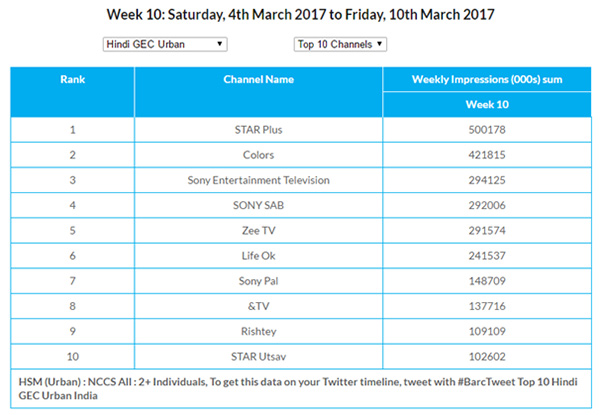 Week 10: Saturday, 4th March 2017 to Friday, 10th March 2017
Hindi GEC Urban Top 10 Channels
Rank Channel Name Weekly Impressions (000s) sum
Week 10
1 STAR Plus 500178
2 Colors 421815
3 Sony Entertainment Television 294125
4 SONY SAB 292006
5 Zee TV 291574
6 Life Ok 241537
7 Sony Pal 148709
8 &TV 137716
9 Rishtey 109109
10 STAR Utsav 102602
HSM (Urban) : NCCS All : 2+ Individuals, To get this data on your Twitter timeline, tweet with #BarcTweet Top 10 Hindi
GEC Urban India